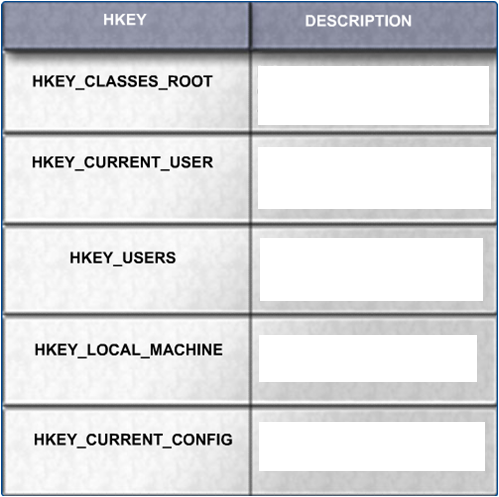 HKEY DESCRIPTION
HKEY_CLASSES_ROOT
HKEY_CURRENT_USER
HKEY_USERS
HKEY_LOCAL_MACHINE
HKEY_CURRENT_CONFIG